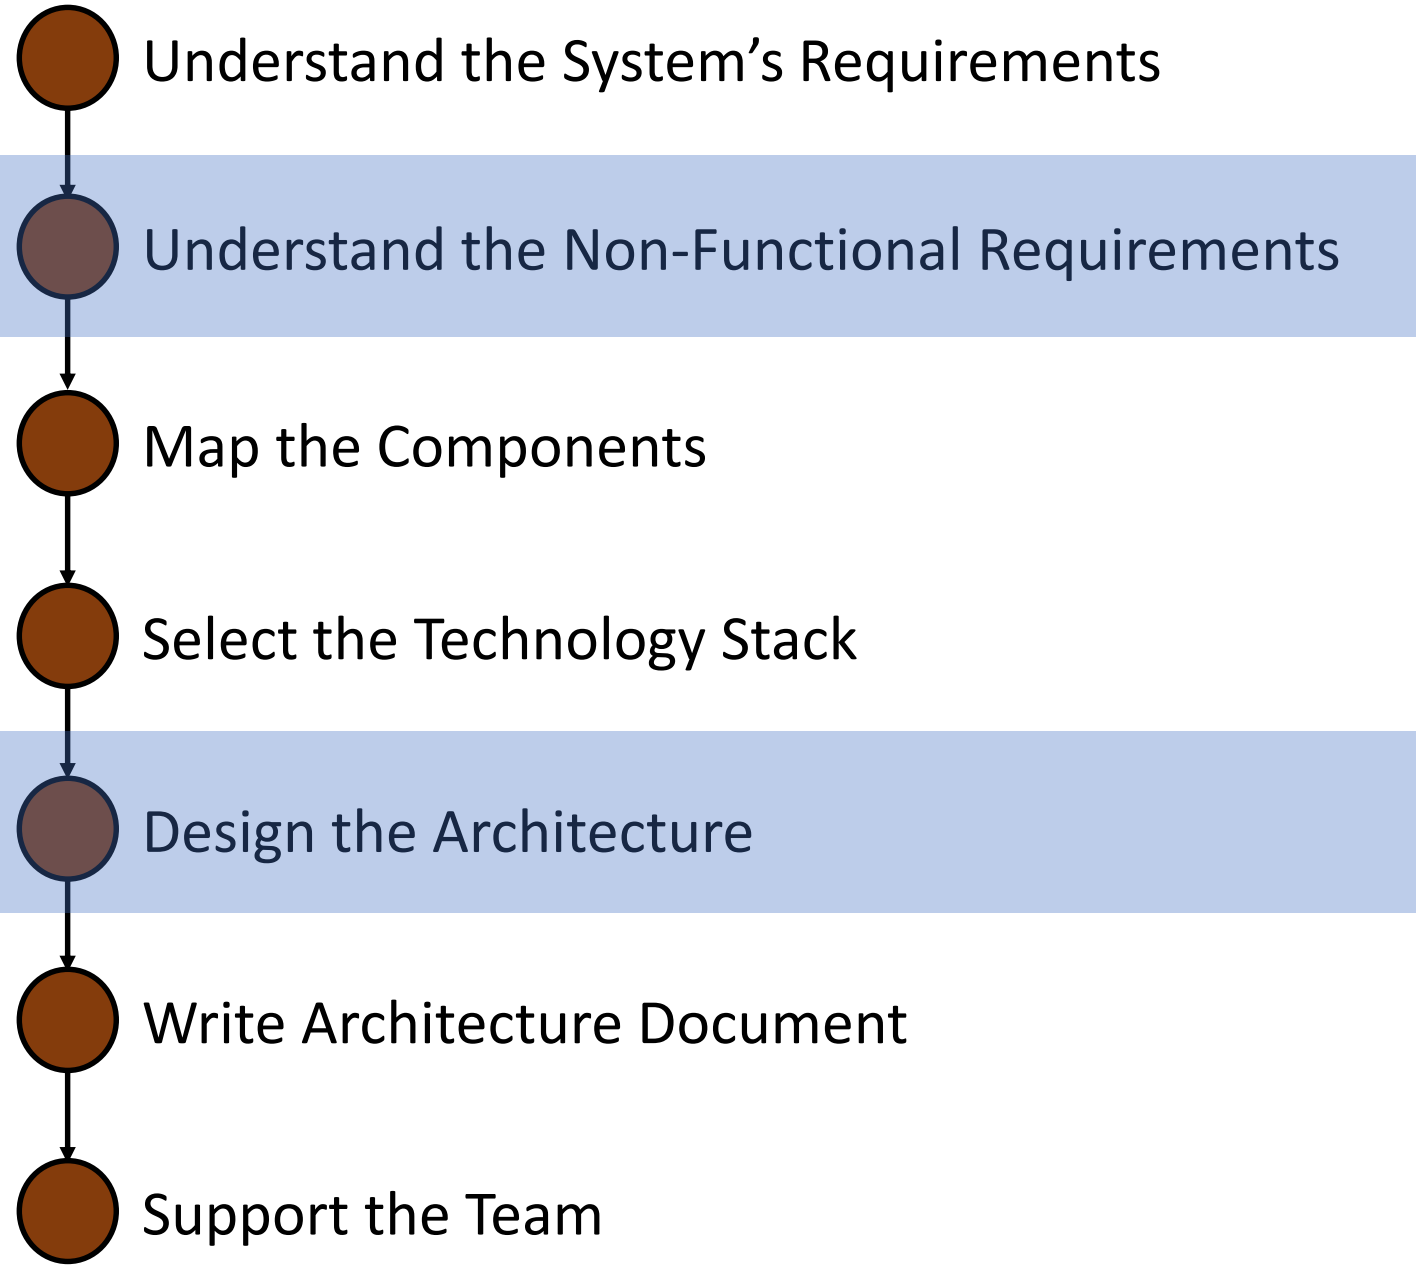 Understand the System’s Requirements
Understand the Non-Functional Requirements
Map the Components
Select the Technology Stack
Design the Architecture
Write Architecture Document
Support the Team